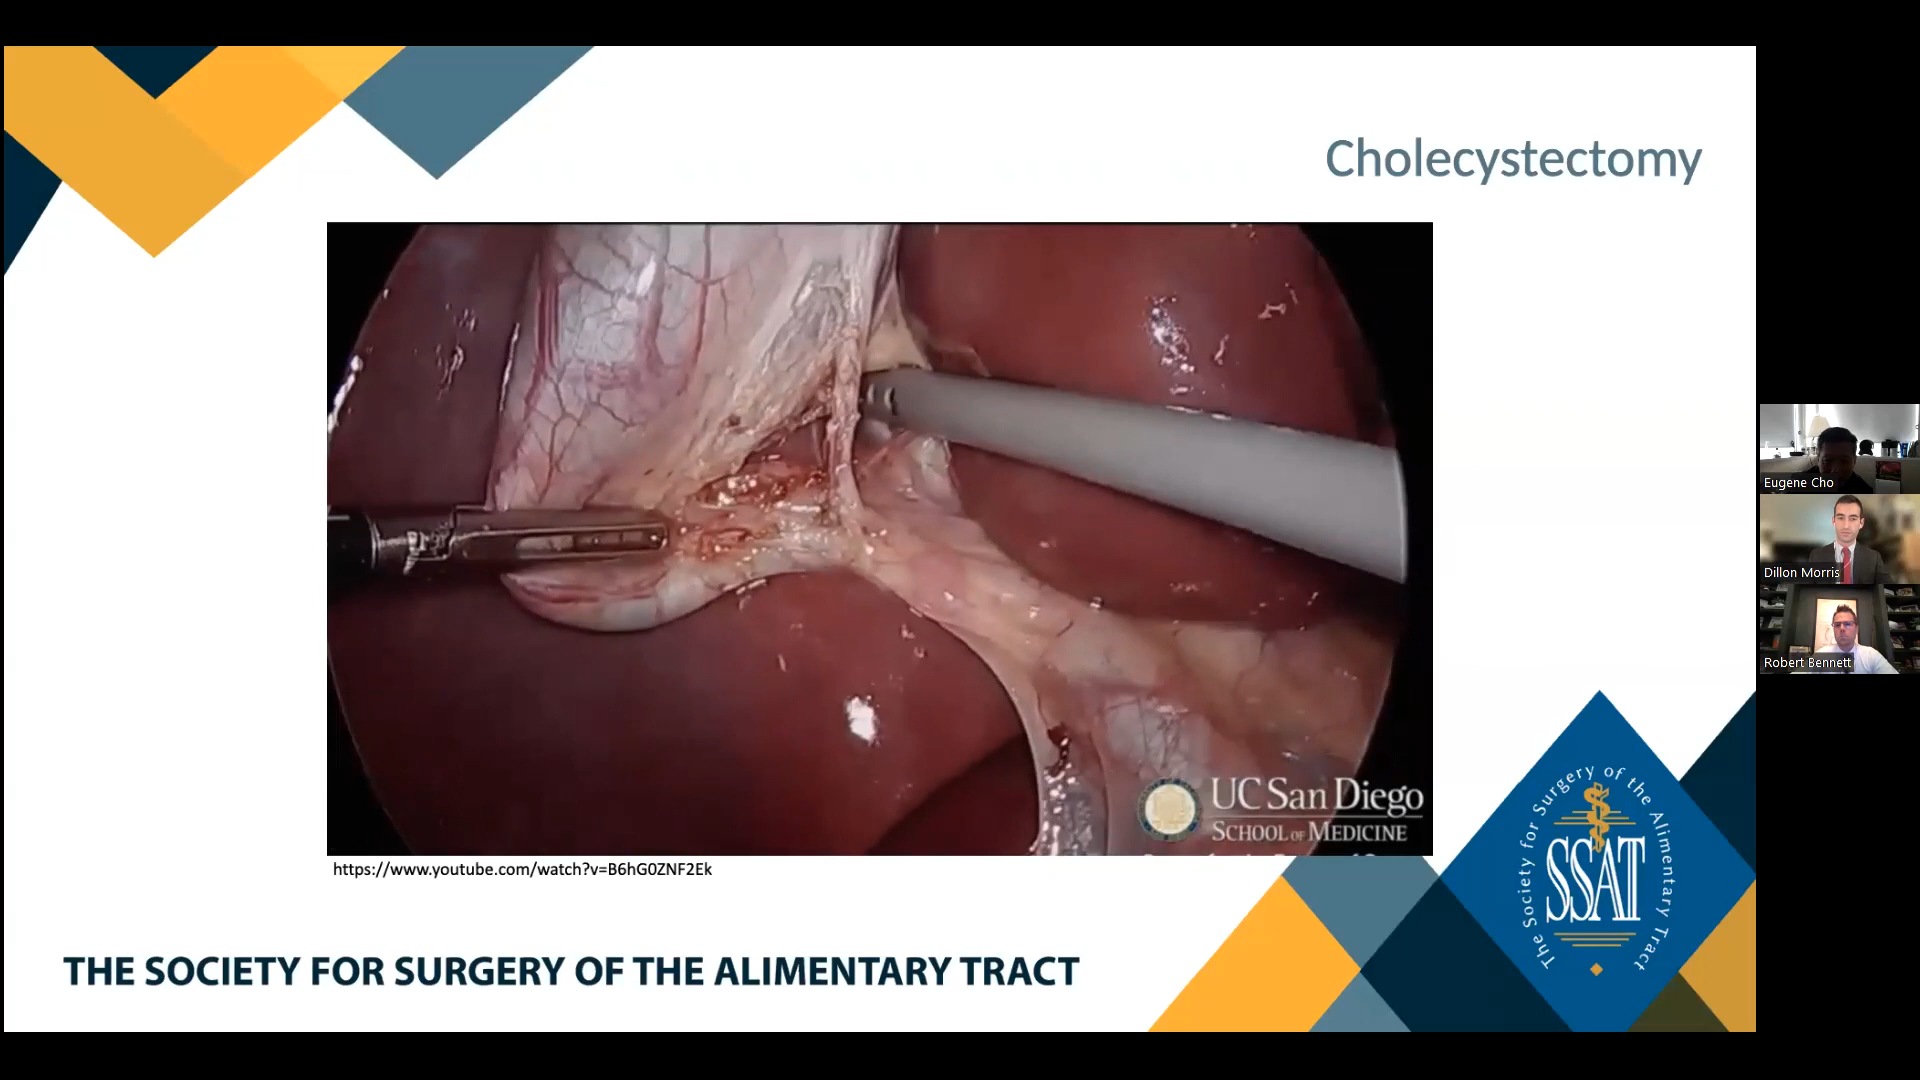 Cholecystectomy
UC San Diego
SCHOOL OF MEDICINE
https://www.youtube.com/watch?v=B6hG0ZNF2Ek
THE SOCIETY FOR SURGERY OF THE ALIMENTARY TRACT
The Society for Surgery of the Alimentary Tract
SSAT
Eugene Cho
Dillon Morris
Robert Bennett